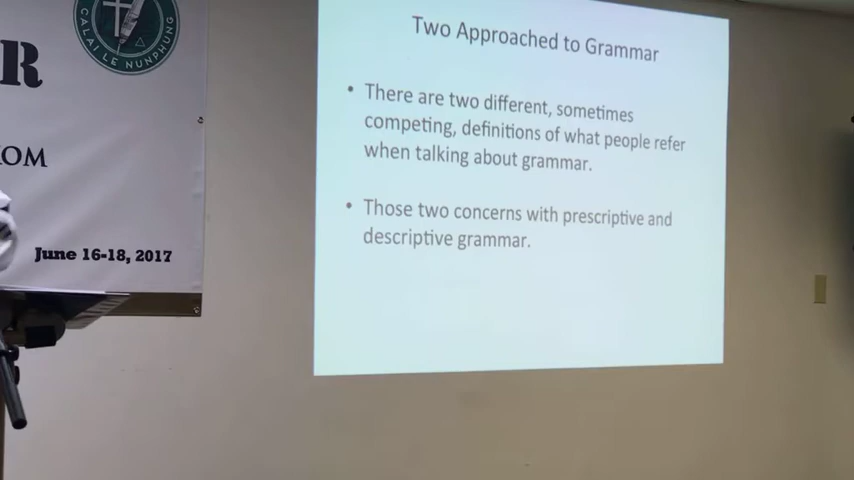 CALAI LE NUNPHUNG
R
OM
June 16-18, 2017
Two Approached to Grammar
• There are two different, sometimes
competing, definitions of what people refer
when talking about grammar.
• Those two concerns with prescriptive and
descriptive grammar.